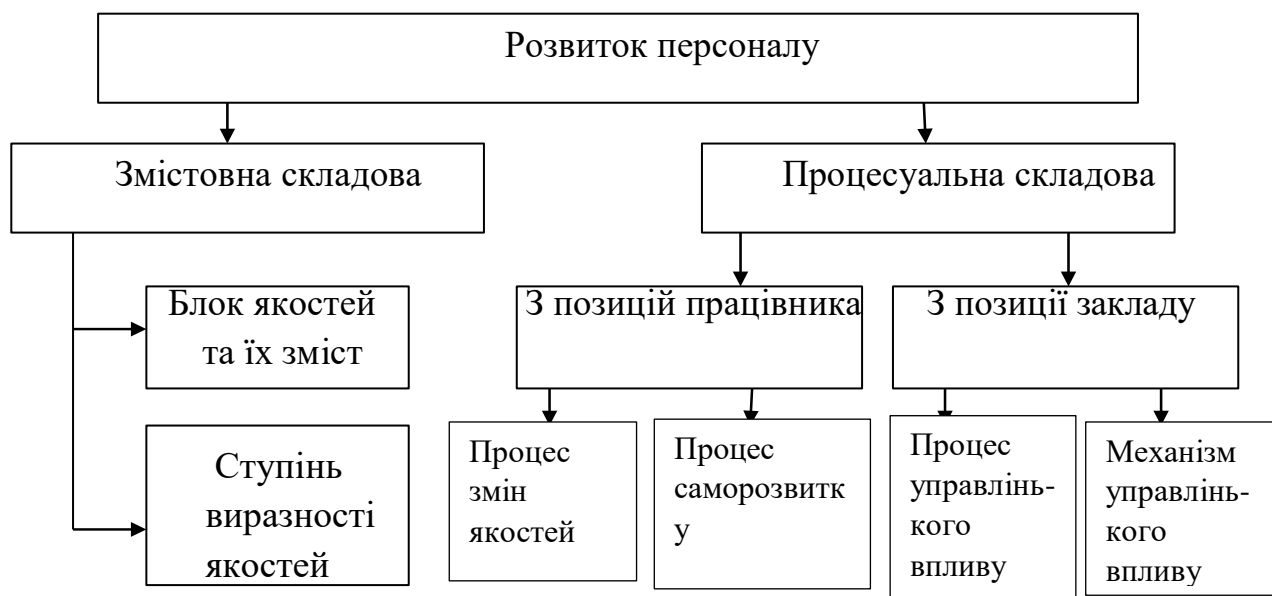 Розвиток персоналу
Змістовна складова
Процесуальна складова
Блок якостей
та їх зміст
Ступінь
виразності
якостей
З позицій працівника
З позиції закладу
Процес
змін
якостей
Процес
саморозвитк
у
Процес
управлінь-
кого
впливу
Механізм
управлінь-
кого
впливу